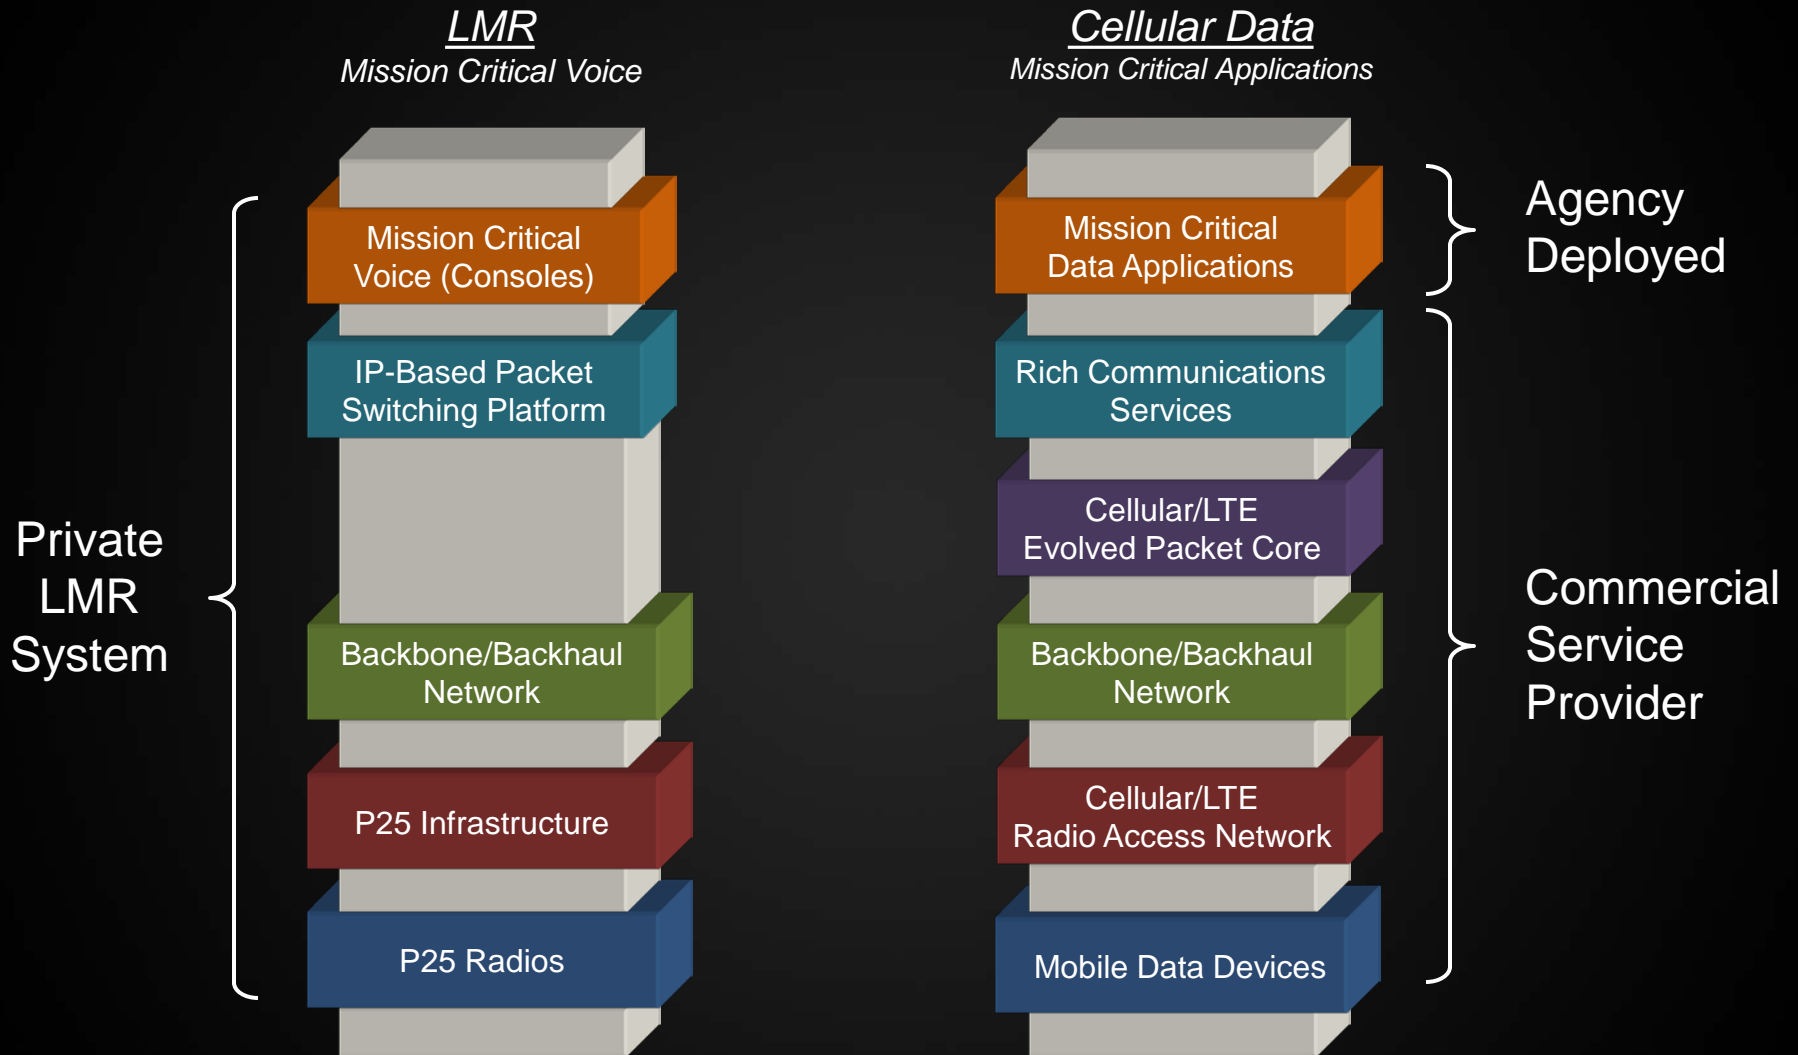 LMR
Mission Critical Voice
Mission Critical
Voice (Consoles)
IP-Based Packet
Switching Platform
Backbone/Backhaul
Network
P25 Infrastructure
P25 Radios
Private
LMR
System
Cellular Data
Mission Critical Applications
Mission Critical
Data Applications
Rich Communications
Services
Cellular/LTE
Evolved Packet Core
Backbone/Backhaul
Network
Cellular/LTE
Radio Access Network
Mobile Data Devices
Agency
Deployed
Commercial
Service
Provider